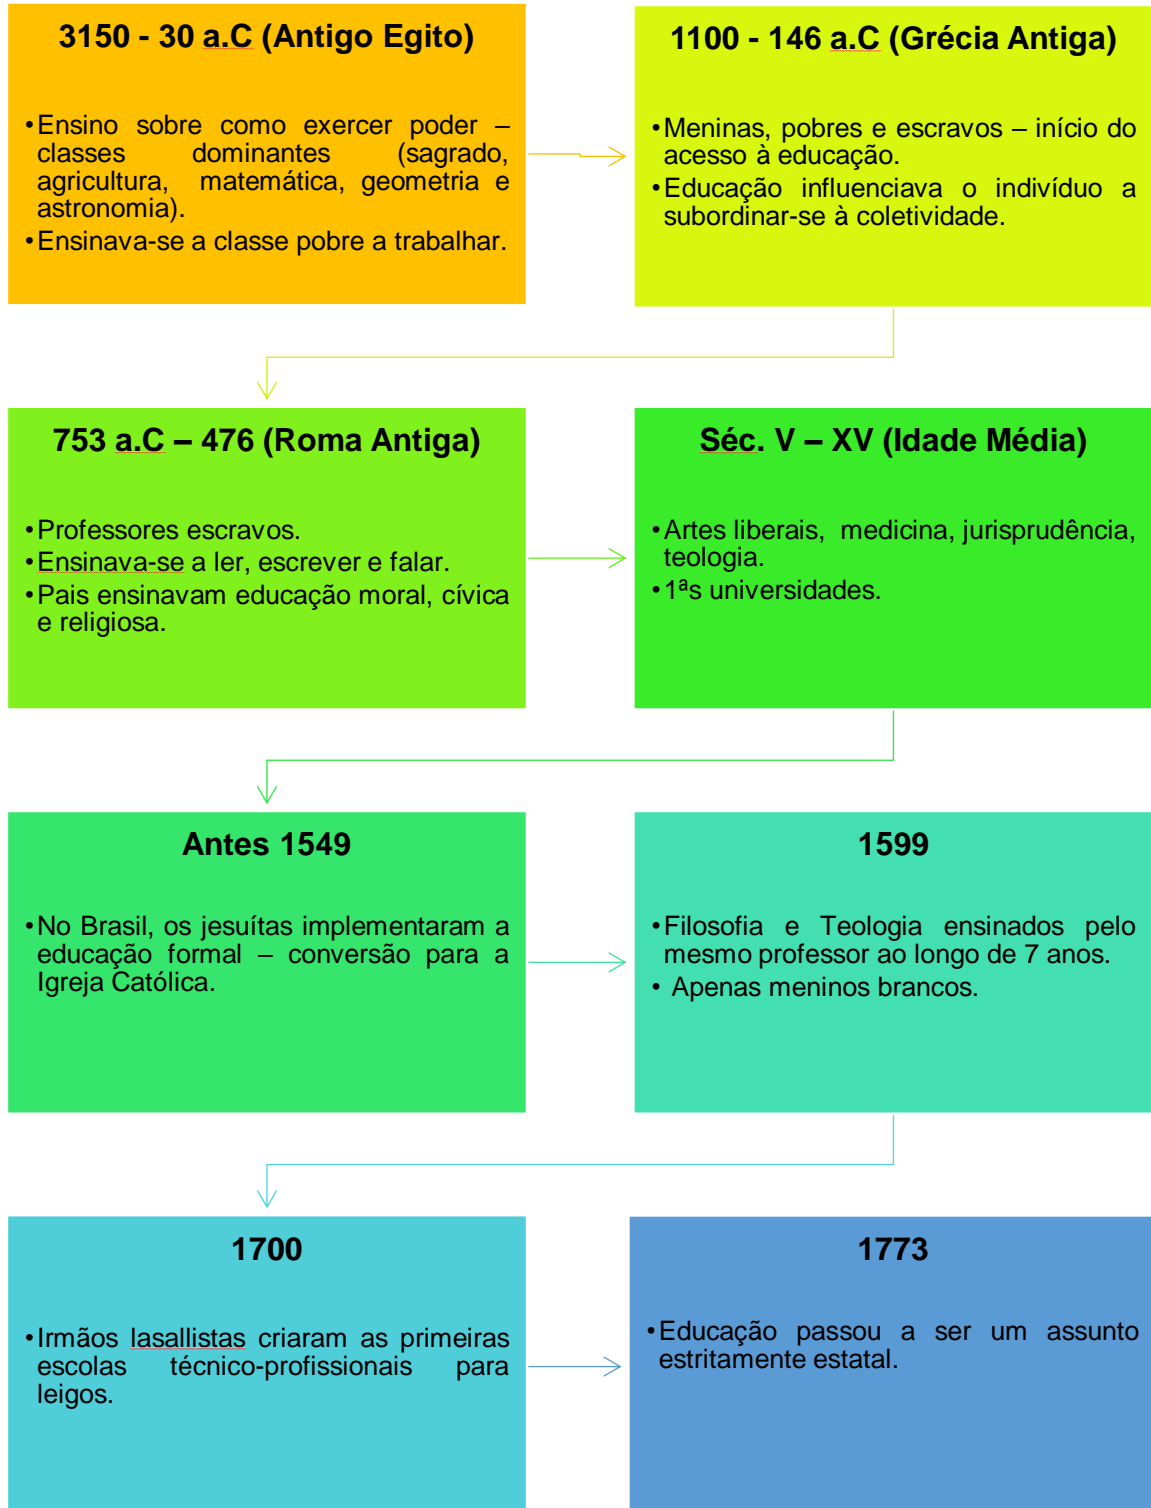 3150 - 30 a.C (Antigo Egito)
•Ensino sobre como exercer poder –
classes dominantes (sagrado,
agricultura, matemática, geometria e
astronomia).
•Ensinava-se a classe pobre a trabalhar.
1100 - 146 a.C (Grécia Antiga)
•Meninas, pobres e escravos – início do
acesso à educação.
•Educação influenciava o indivíduo a
subordinar-se à coletividade.
753 a.C – 476 (Roma Antiga)
•Professores escravos.
•Ensinava-se a ler, escrever e falar.
•Pais ensinavam educação moral, cívica
e religiosa.
Séc. V – XV (Idade Média)
•Artes liberais, medicina, jurisprudência,
teologia.
•1ªs universidades.
Antes 1549
•No Brasil, os jesuítas implementaram a
educação formal – conversão para a
Igreja Católica.
1599
•Filosofia e Teologia ensinados pelo
mesmo professor ao longo de 7 anos.
• Apenas meninos brancos.
1700
•Irmãos lasallistas criaram as primeiras
escolas técnico-profissionais para
leigos.
1773
•Educação passou a ser um assunto
estritamente estatal.